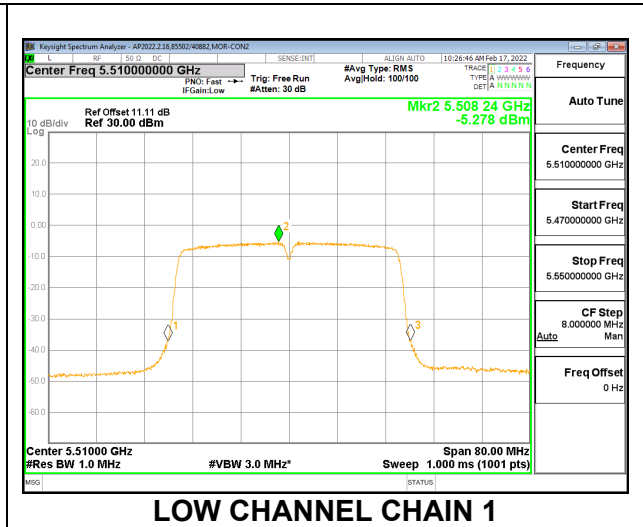 Keysight Spectrum Analyzer - AP2022.2.16,85502/40882,MOR-CON2
L RF 50 Ω DC SENSE:INT ALIGN AUTO 10:26:46 AM Feb 17, 2022
Center Freq 5.510000000 GHz #Avg Type: RMS TRACE 1 2 3 4 5 6
PNO: Fast Trig: Free Run Avg|Hold: 100/100 TYPE A WWWWW
IFGain:Low #Atten: 30 dB DET A N N N N N
Frequency
Auto Tune
Center Freq
5.510000000 GHz
Start Freq
5.470000000 GHz
Stop Freq
5.550000000 GHz
CF Step
8.000000 MHz
Auto Man
Freq Offset
0 Hz
Mkr2 5.508 24 GHz
Ref Offset 11.11 dB
10 dB/div Ref 30.00 dBm -5.278 dBm
Log
20.0
10.0
0.00
2
-10.0
-20.0
-30.0
1 3
-40.0
-50.0
-60.0
Center 5.51000 GHz Span 80.00 MHz
#Res BW 1.0 MHz #VBW 3.0 MHz* Sweep 1.000 ms (1001 pts)
MSG STATUS
LOW CHANNEL CHAIN 1